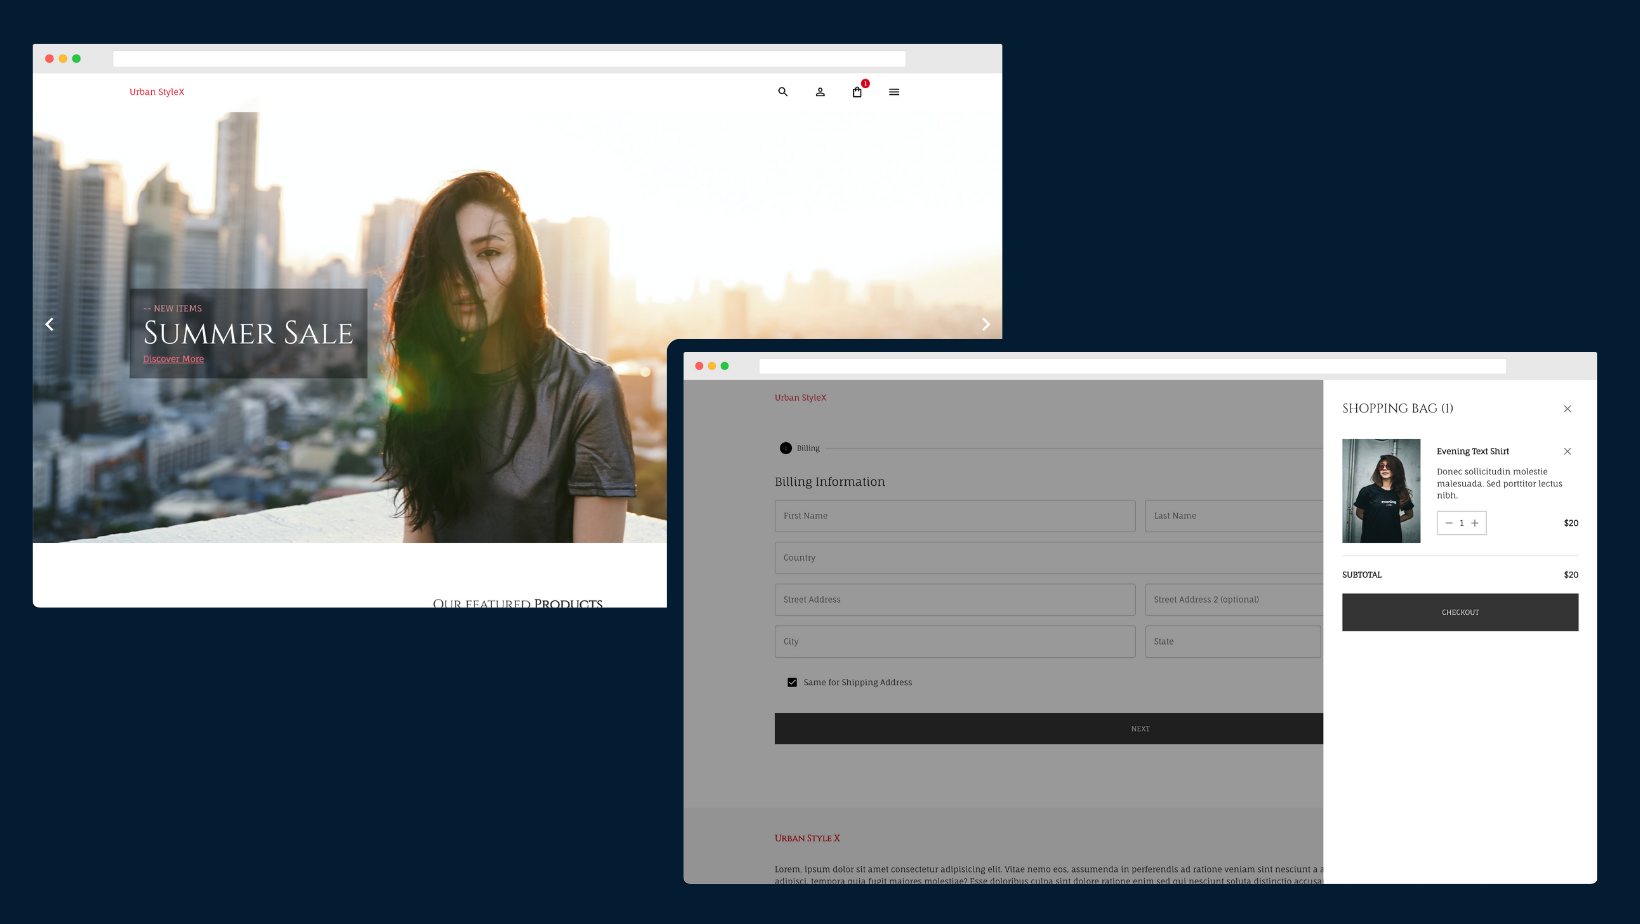 Urban StyleX
1
-- NEW ITEMS
SUMMER SALE
Discover More
OUR FEATURED PRODUCTS
Urban StyleX
Billing
Billing Information
First Name
Last Name
Country
Street Address
Street Address 2 (optional)
City
State
Same for Shipping Address
NEXT
URBAN STYLE X
Lorem, ipsum dolor sit amet consectetur adipisicing elit. Vitae nemo eos, assumenda in perferendis ad ratione veniam sint nesciunt a
adipisci, tempora quia fugit maiores molestiae? Esse doloribus culpa sint dolore ratione enim sed qui nesciunt soluta distinctio accusa
SHOPPING BAG (1)
Evening Text Shirt
Donec sollicitudin molestie
malesuada. Sed porttitor lectus
nibh.
1
$20
SUBTOTAL
$20
CHECKOUT